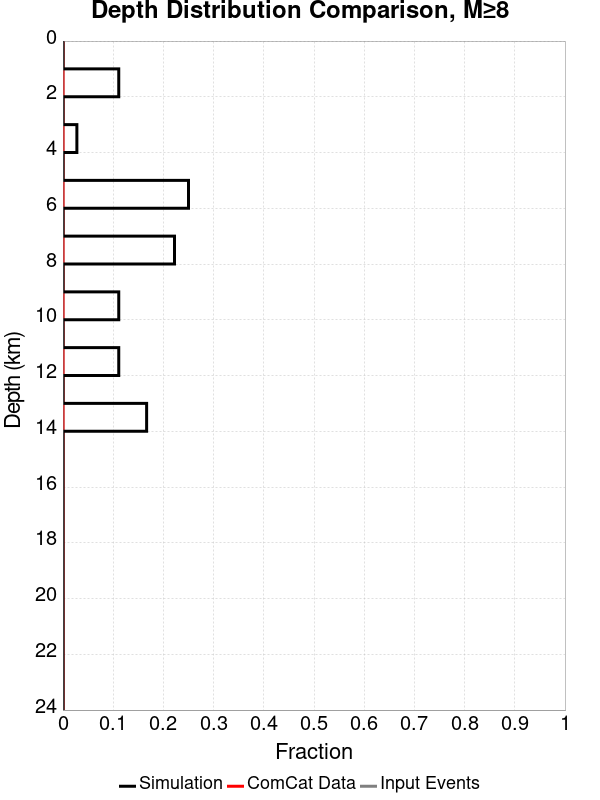 Depth Distribution Comparison, M≥8
0
2
4
6
8
10
12
14
16
18
20
22
24
Depth (km)
0 0.1 0.2 0.3 0.4 0.5 0.6 0.7 0.8 0.9 1
Fraction
Simulation ComCat Data Input Events